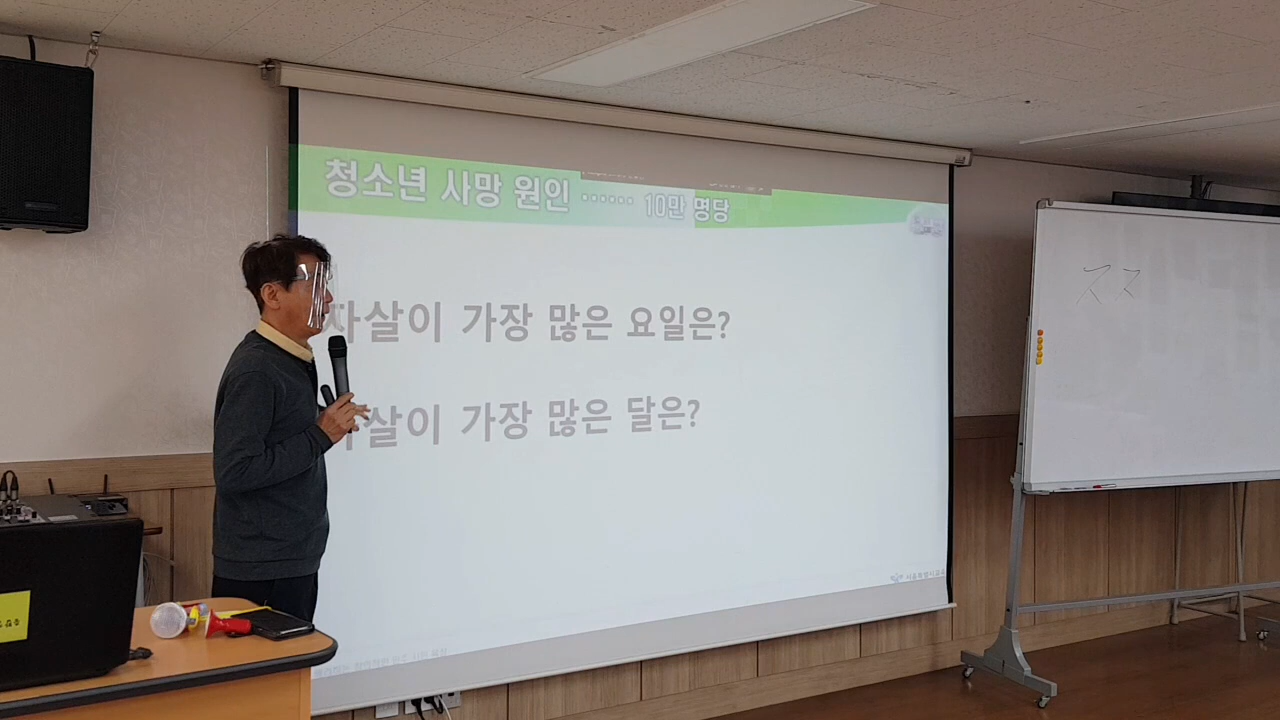 청소년 사망 원인 ...... 10만 명당
자살이 가장 많은 요일은?
자살이 가장 많은 달은?